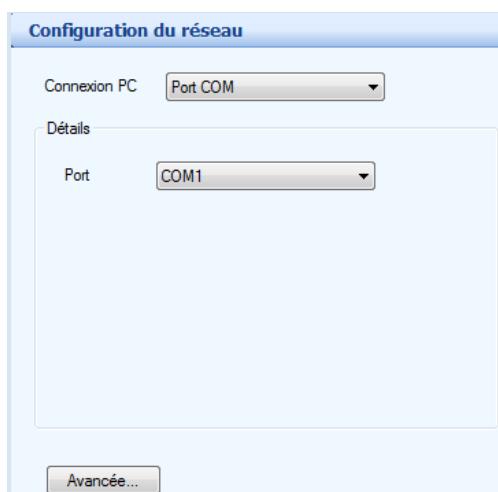 Configuration du réseau
Connexion PC Port COM
Détails
Port COM1
Avancée...